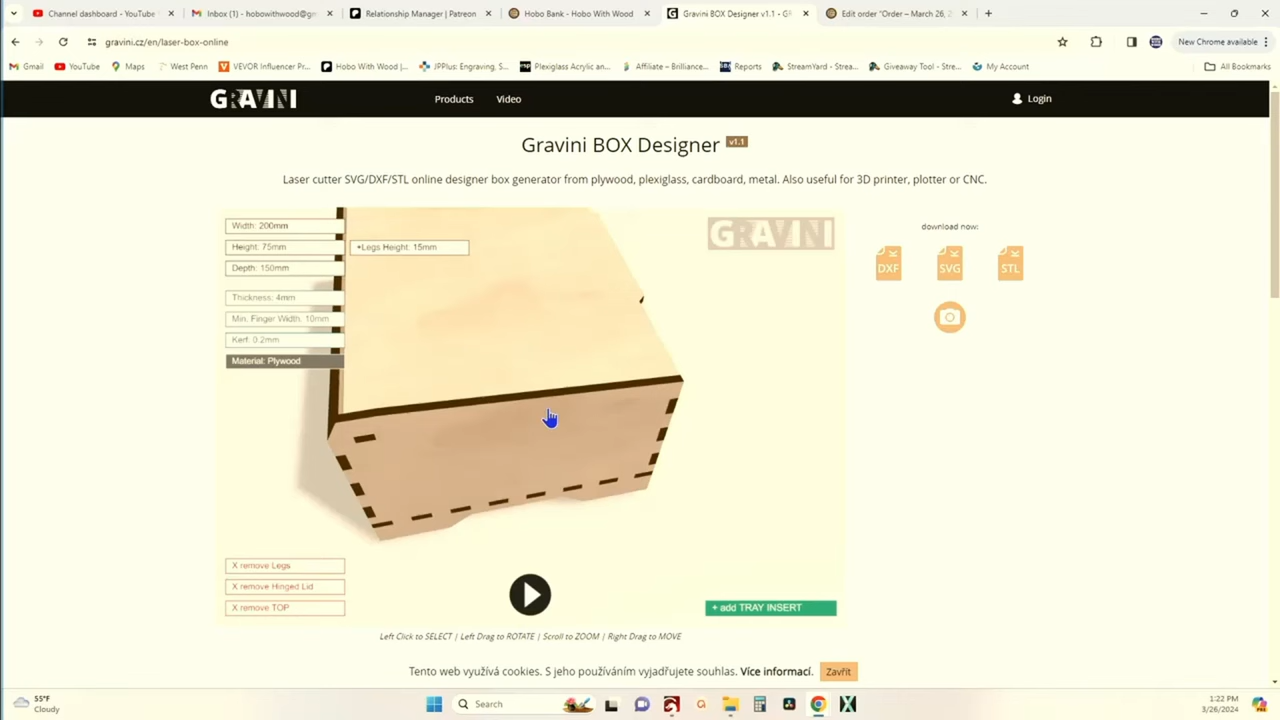 Channel dashboard - YouTube
Inbox (1) - hobowithwood@gm
Relationship Manager | Patreon
Hobo Bank - Hobo With Wood
Gravini BOX Designer v1.1 - GR
Edit order "Order – March 26, 2
gravini.cz/en/laser-box-online
New Chrome available
Gmail
YouTube
Maps
West Penn
VEVOR Influencer Pr...
Hobo With Wood |...
JPPlus: Engraving, S...
Plexiglass Acrylic an...
Affiliate – Brilliance...
Reports
StreamYard - Strea...
Giveaway Tool - Stre...
My Account
All Bookmarks
GRAVINI
Products
Video
Login
Gravini BOX Designer v1.1
Laser cutter SVG/DXF/STL online designer box generator from plywood, plexiglass, cardboard, metal. Also useful for 3D printer, plotter or CNC.
Width: 200mm
Height: 75mm
+Legs Height: 15mm
Depth: 150mm
Thickness: 4mm
Min. Finger Width: 10mm
Kerf: 0.2mm
Material: Plywood
GRAVINI
download now:
DXF
SVG
STL
X remove Legs
X remove Hinged Lid
X remove TOP
+ add TRAY INSERT
Left Click to SELECT | Left Drag to ROTATE | Scroll to ZOOM | Right Drag to MOVE
Tento web využívá cookies. S jeho používáním vyjadřujete souhlas. Více informací.
Zavřít
55°F
Cloudy
Search
1:22 PM
3/26/2024